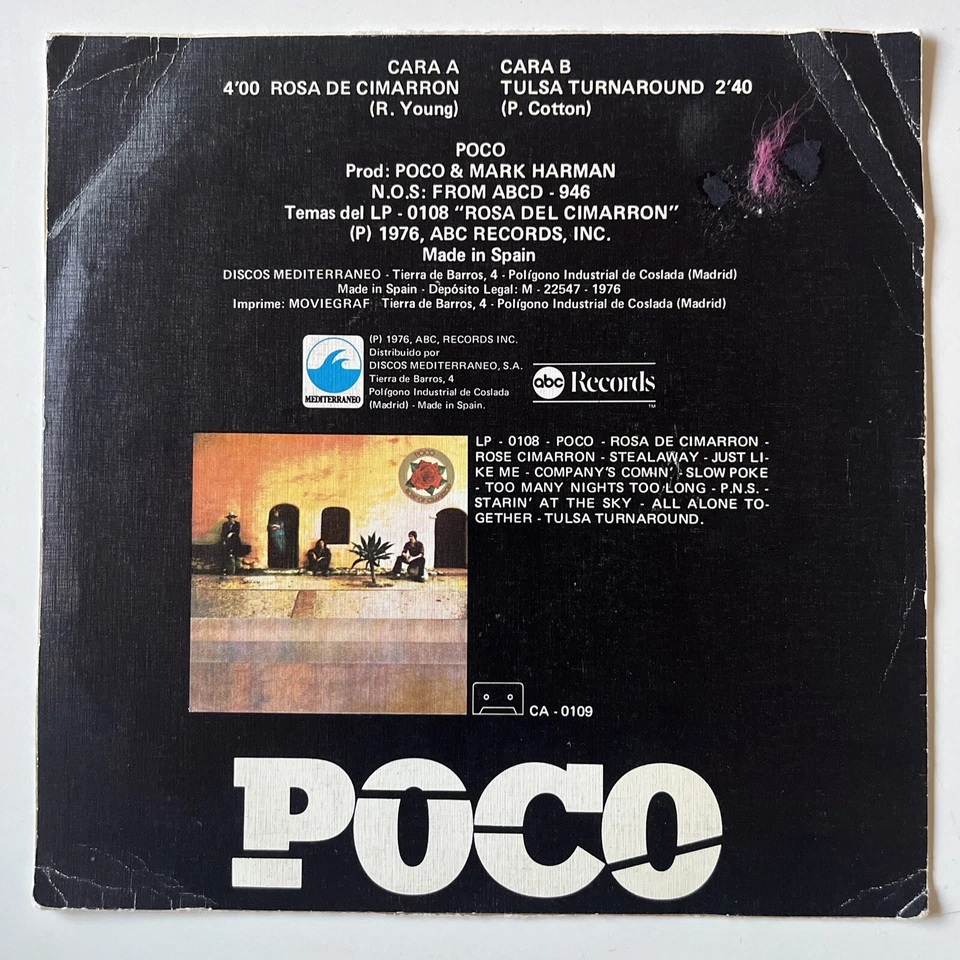 CARA A
4'00 ROSA DE CIMARRON
(R. Young)
CARA B
TULSA TURNAROUND 2'40
(P. Cotton)
POCO
Prod: POCO & MARK HARMAN
N.O.S: FROM ABCD - 946
Temas del LP - 0108 "ROSA DEL CIMARRON"
(P) 1976, ABC RECORDS, INC.
Made in Spain
DISCOS MEDITERRANEO - Tierra de Barros, 4 - Polígono Industrial de Coslada (Madrid)
Made in Spain - Depósito Legal: M - 22547 - 1976
Imprime: MOVIEGRAF Tierra de Barros, 4 - Polígono Industrial de Coslada (Madrid)
MEDITERRANEO
(P) 1976, ABC, RECORDS INC.
Distribuido por
DISCOS MEDITERRANEO, S.A.
Tierra de Barros, 4
Polígono Industrial de Coslada
(Madrid) - Made in Spain.
abc Records
TM
POCO
ROSE OF CIMARRON
LP - 0108 - POCO - ROSA DE CIMARRON -
ROSE CIMARRON - STEALAWAY - JUST LI-
KE ME - COMPANY'S COMIN' - SLOW POKE
- TOO MANY NIGHTS TOO LONG - P.N.S. -
STARIN' AT THE SKY - ALL ALONE TO-
GETHER - TULSA TURNAROUND.
CA - 0109
POCO